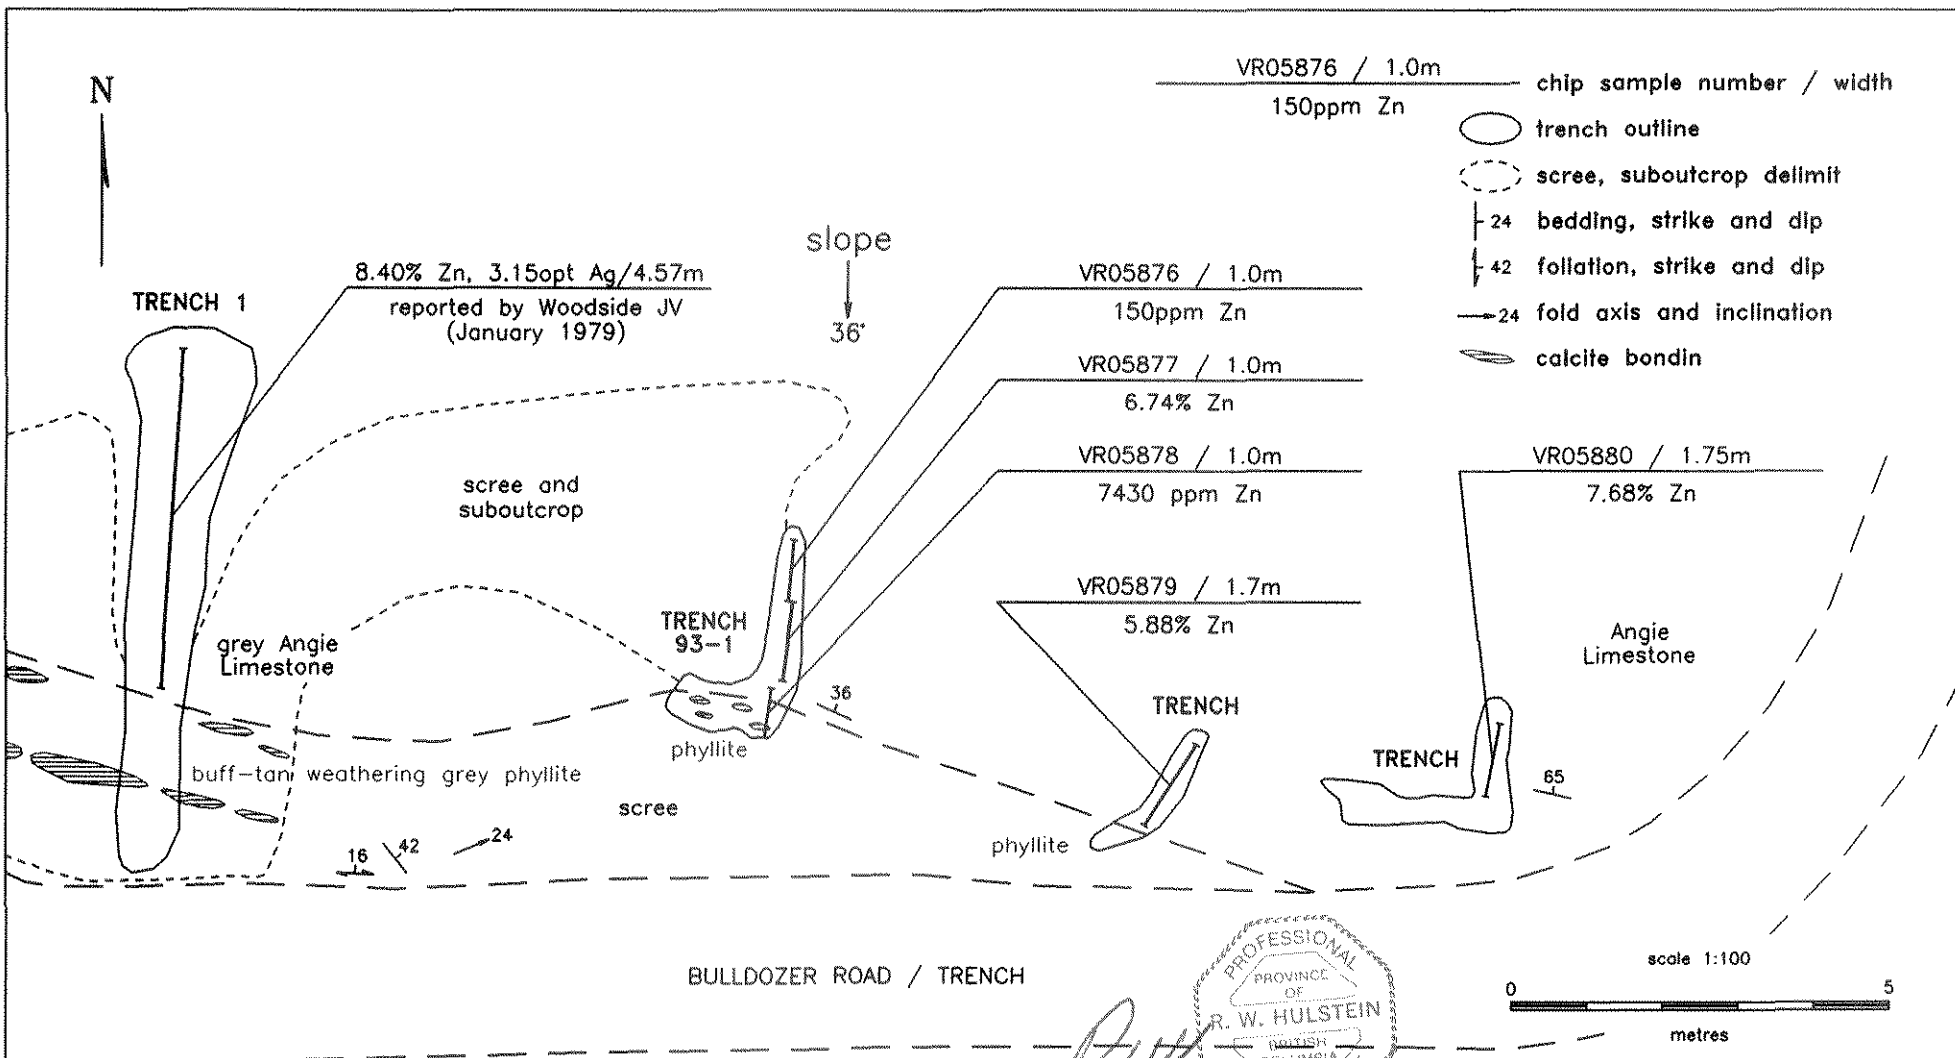 N
VR05876 / 1.0m
150ppm Zn
chip sample number / width
trench outline
scree, suboutcrop delimit
24 bedding, strike and dip
42 foliation, strike and dip
24 fold axis and inclination
calcite bondin
slope
36°
TRENCH 1
8.40% Zn, 3.15opt Ag/4.57m
reported by Woodside JV
(January 1979)
VR05876 / 1.0m
150ppm Zn
VR05877 / 1.0m
6.74% Zn
VR05878 / 1.0m
7430 ppm Zn
VR05880 / 1.75m
7.68% Zn
VR05879 / 1.7m
5.88% Zn
scree and
suboutcrop
TRENCH
93-1
grey Angie
Limestone
Angie
Limestone
36
TRENCH
phyllite
TRENCH
65
buff-tan weathering grey phyllite
scree
phyllite
16
42
24
BULLDOZER ROAD / TRENCH
PROFESSIONAL
PROVINCE
OF
R. W. HULSTEIN
BRITISH
COLUMBIA
scale 1:100
0
5
metres